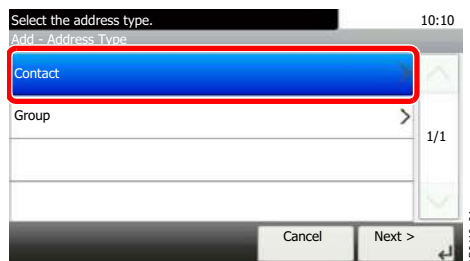 Select the address type.
10:10
Add - Address Type
Contact
Group
1/1
Cancel
Next >